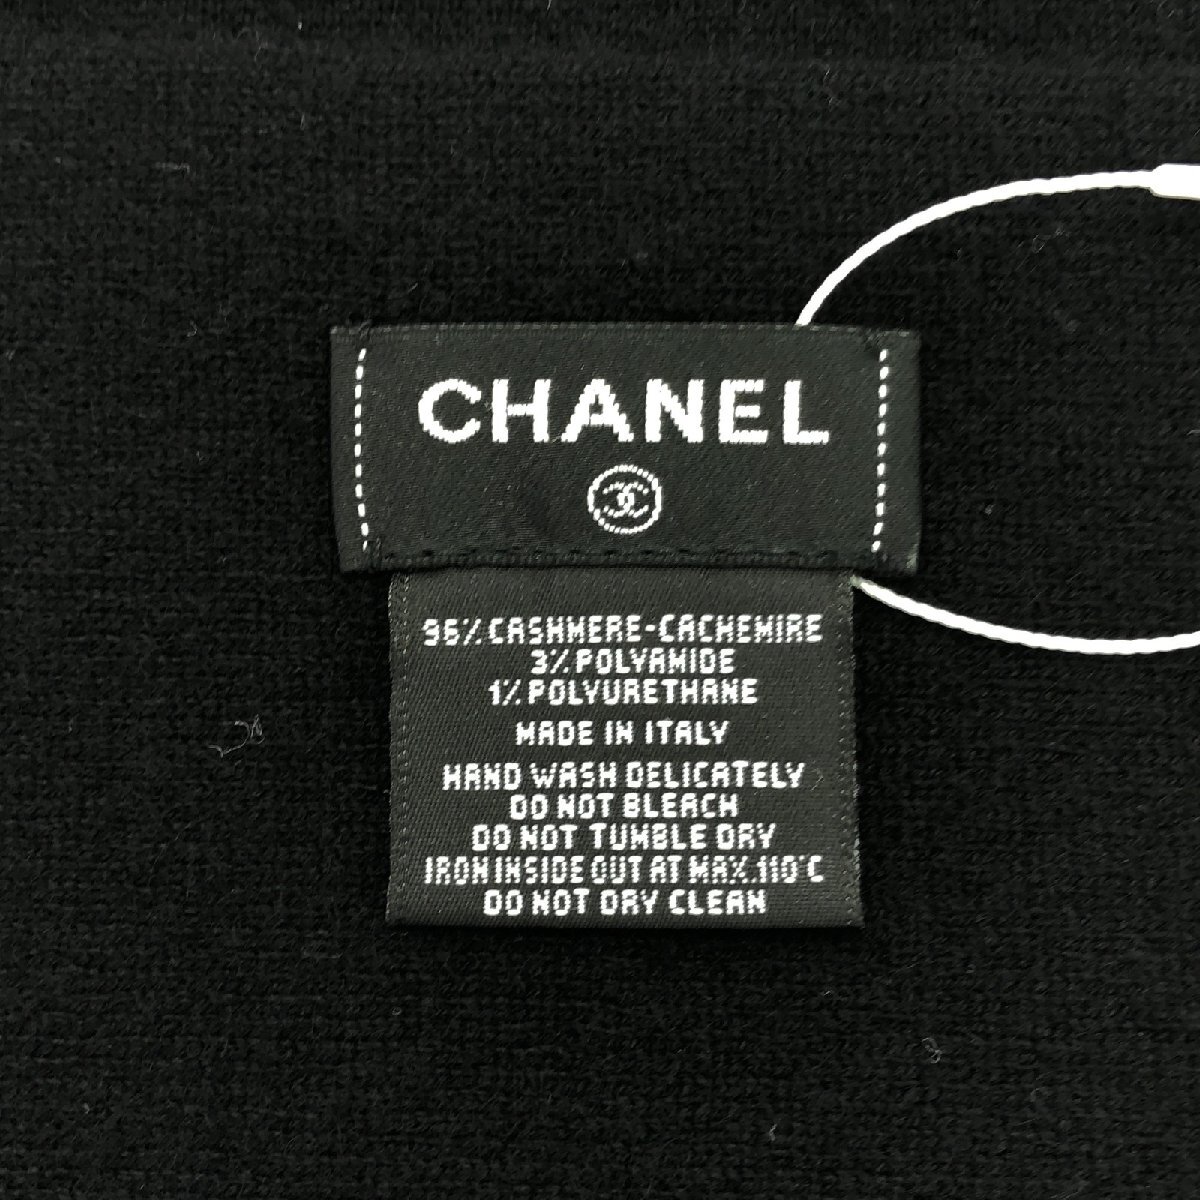 CHANEL
96% CASHMERE-CACHEMIRE
3% POLYAMIDE
1% POLYURETHANE
MADE IN ITALY
HAND WASH DELICATELY
DO NOT BLEACH
DO NOT TUMBLE DRY
IRON INSIDE OUT AT MAX. 110°C
DO NOT DRY CLEAN